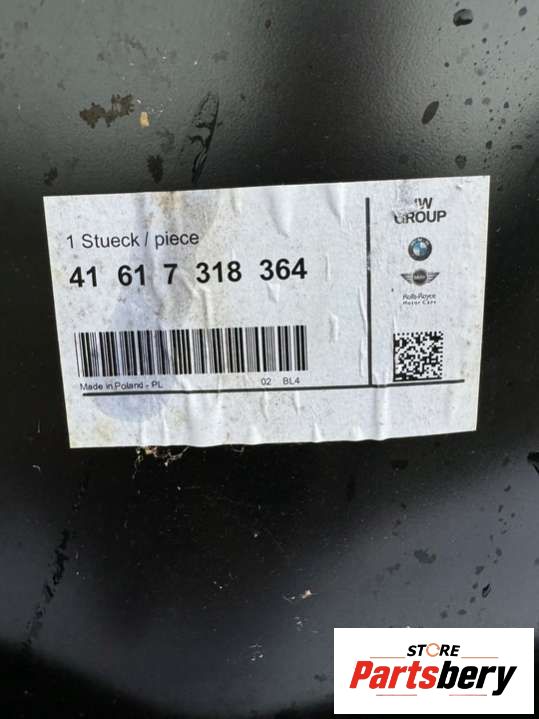 1 Stueck / piece
41 61 7 318 364
Made in Poland - PL
02 BL4
GROUP
Rolls-Royce
Motor Cars
STORE
Partsbery